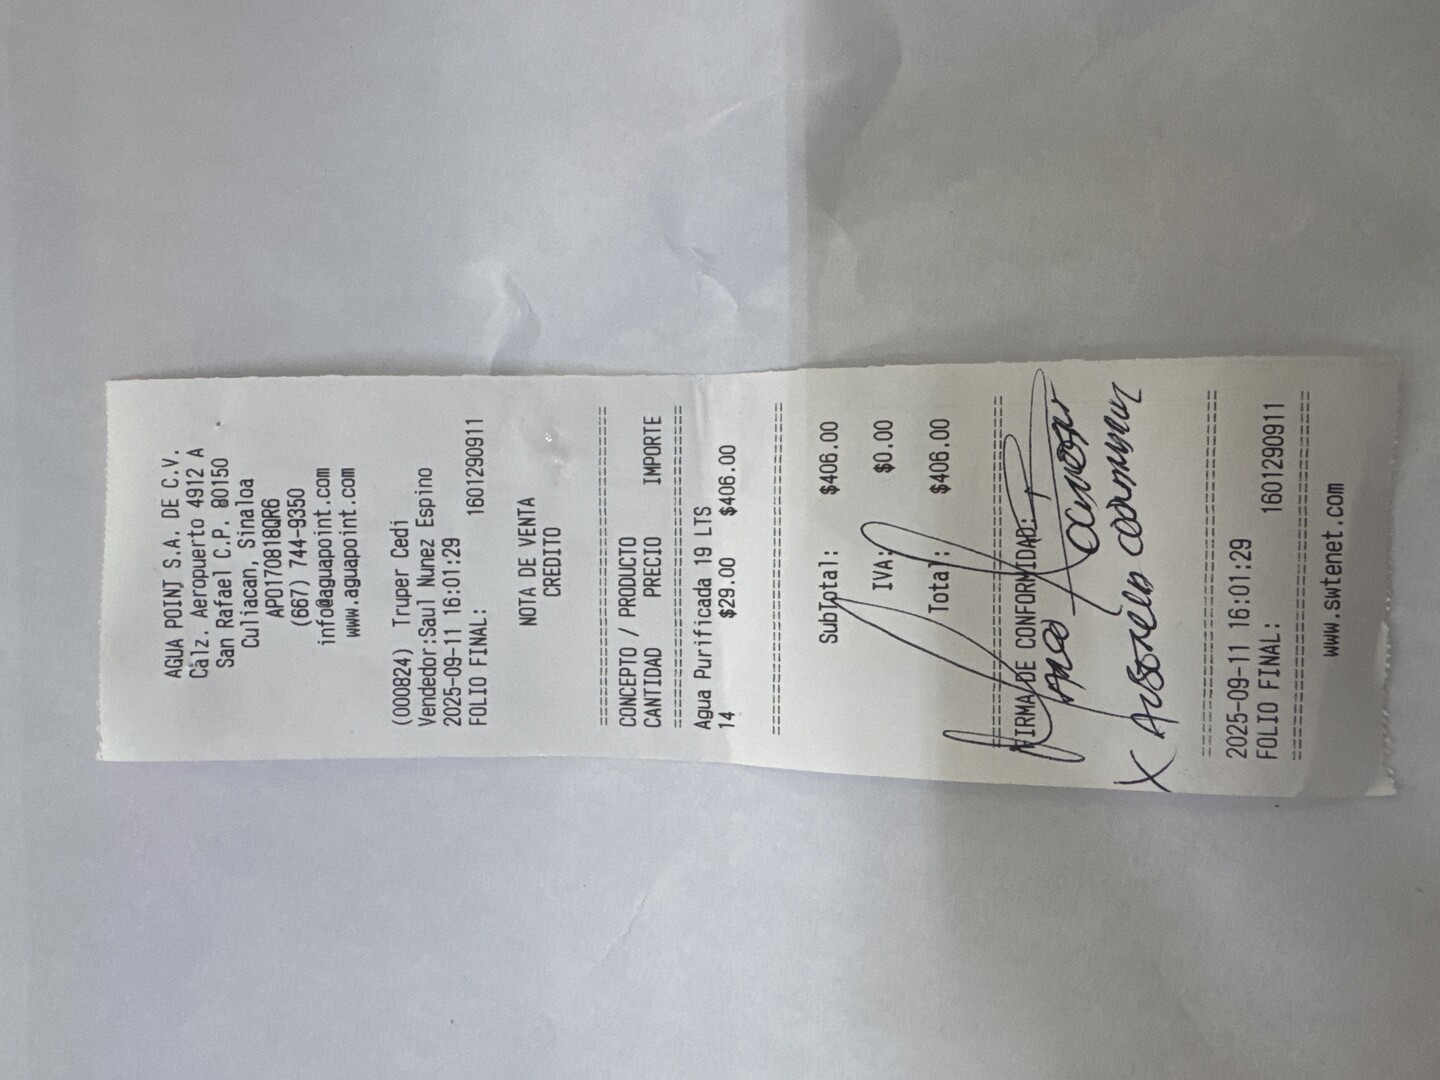 AGUA POINT S.A. DE C.V.
Calz. Aeropuerto 4912 A
San Rafael C.P. 80150
Culiacan, Sinaloa
APO170818QR6
(667) 744-9350
info@aguapoint.com
www.aguapoint.com
(000824) Truper Cedi
Vendedor:Saul Nunez Espino
2025-09-11 16:01:29
FOLIO FINAL: 1601290911
NOTA DE VENTA
CREDITO
==============================
CONCEPTO / PRODUCTO
CANTIDAD PRECIO IMPORTE
==============================
Agua Purificada 19 LTS
14 $29.00 $406.00
==============================
SubTotal: $406.00
IVA: $0.00
Total: $406.00
==============================
FIRMA DE CONFORMIDAD:
X
==============================
2025-09-11 16:01:29
FOLIO FINAL: 1601290911
==============================
www.swtenet.com